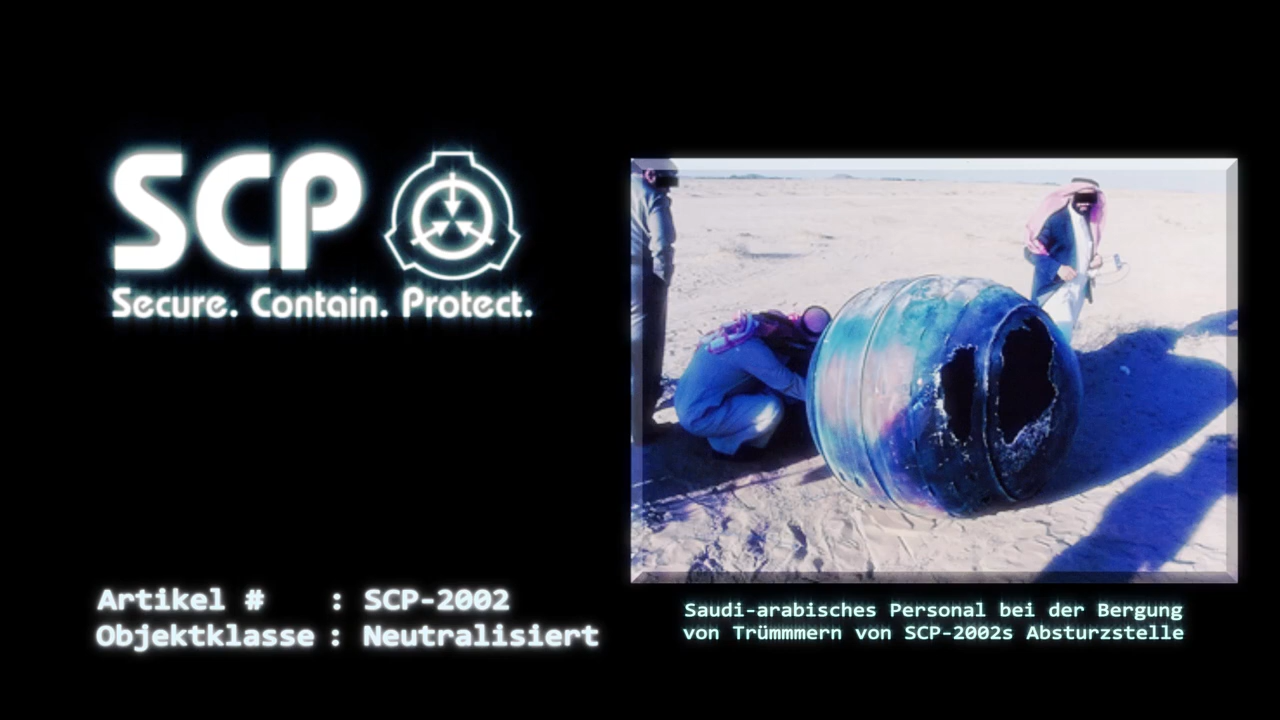 SCP
Secure. Contain. Protect.
Artikel # : SCP-2002
Objektklasse : Neutralisiert
Saudi-arabisches Personal bei der Bergung
von Trümmmern von SCP-2002s Absturzstelle